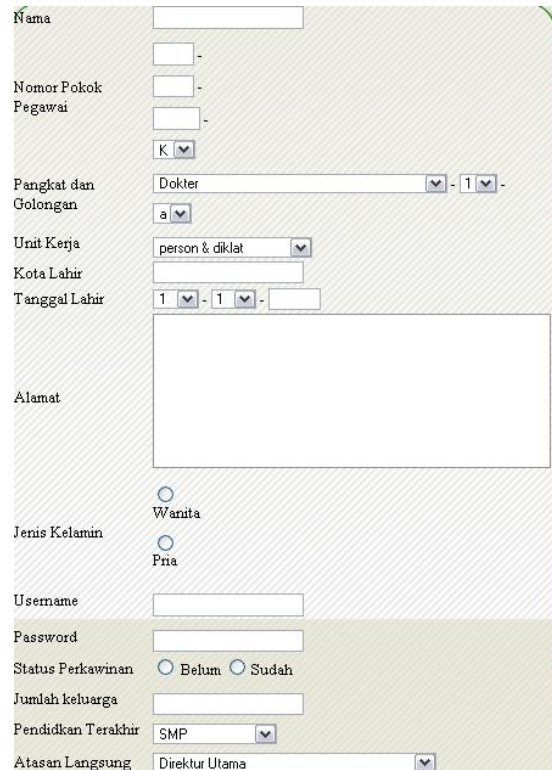 Nama
-
Nomor Pokok -
Pegawai
-
K
Pangkat dan Dokter - 1 -
Golongan
a
Unit Kerja person & diklat
Kota Lahir
Tanggal Lahir 1 - 1 -
Alamat
Wanita
Jenis Kelamin
Pria
Username
Password
Status Perkawinan Belum Sudah
Jumlah keluarga
Pendidkan Terakhir SMP
Atasan Langsung Direktur Utama